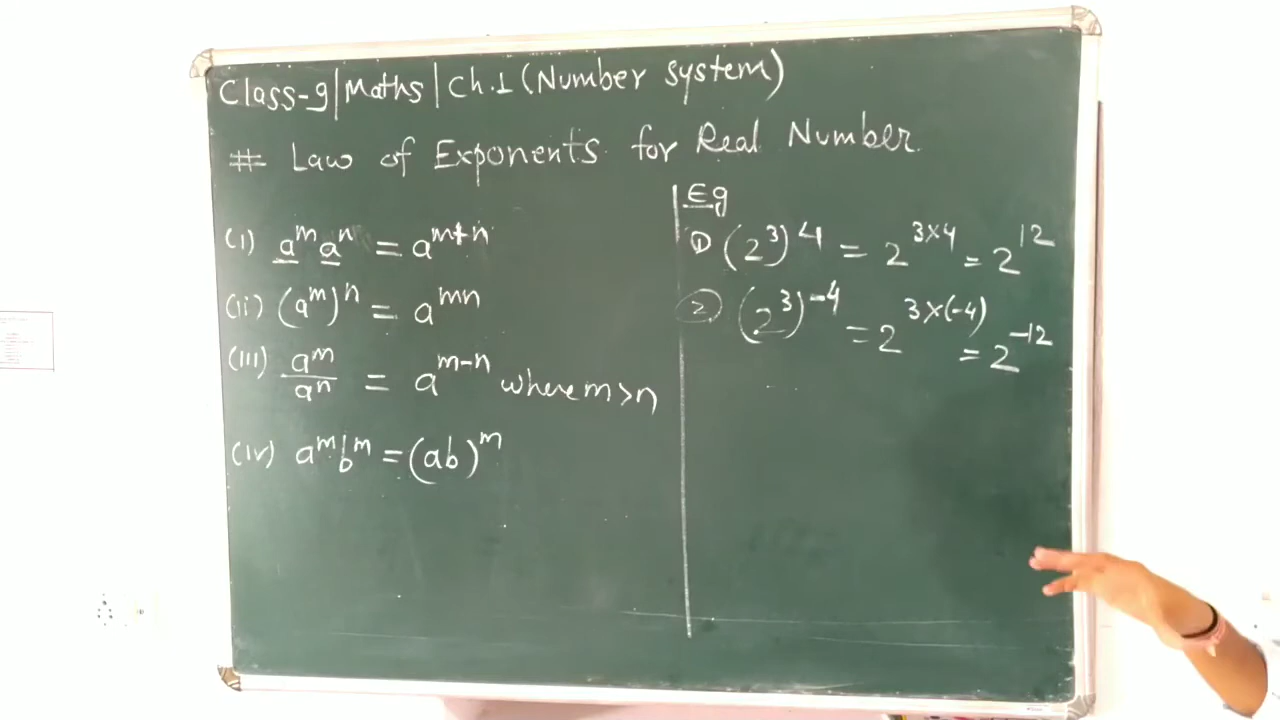 Class-9|Maths|Ch.1 (Number system)
# Law of Exponents for Real Number
(i) a^m a^n = a^{m+n}
(ii) (a^m)^n = a^{mn}
(iii) a^m/a^n = a^{m-n} where m>n
(iv) a^m b^m = (ab)^m
Eg
① (2^3)^4 = 2^{3×4} = 2^{12}
② (2^3)^{-4} = 2^{3×(-4)} = 2^{-12}